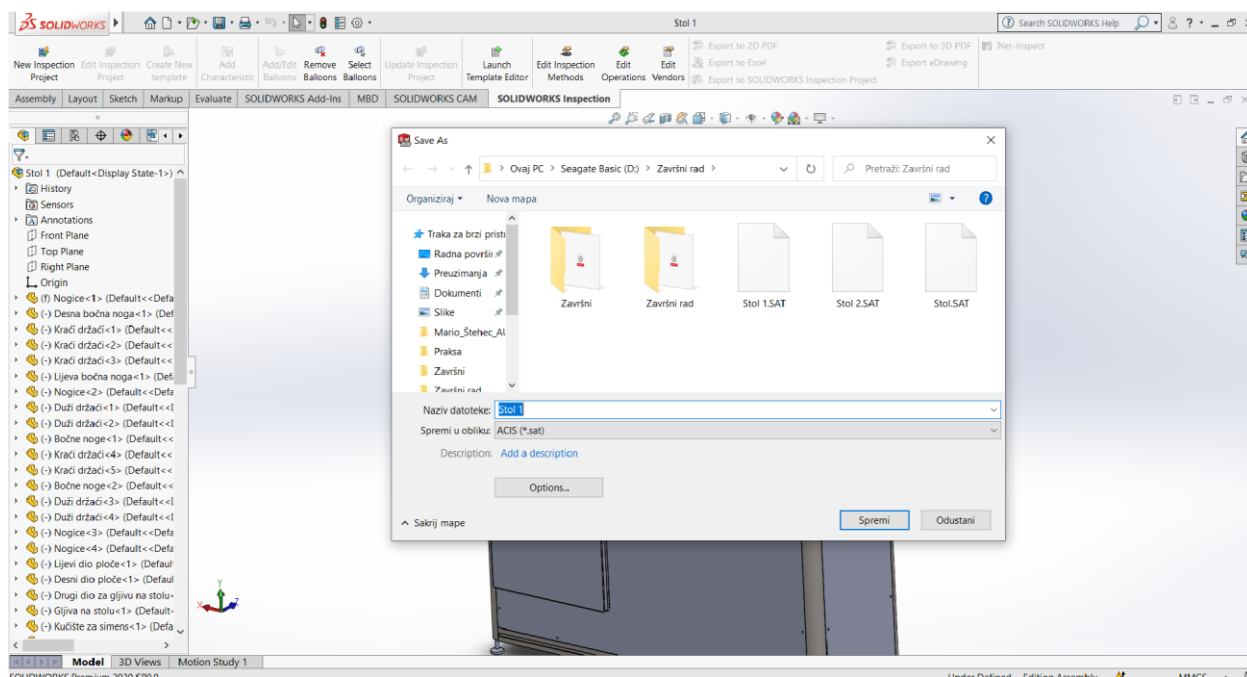 SOLIDWORKS
Stol 1
Search SOLIDWORKS Help
New Inspection Project
Edit Inspection Project
Create New template
Add Characteristic
Add/Edit Balloons
Remove Balloons
Select Balloons
Update Inspection Project
Launch Template Editor
Edit Inspection Methods
Edit Operations
Edit Vendors
Export to 2D PDF
Export to Excel
Export to SOLIDWORKS Inspection Project
Export to 3D PDF
Export eDrawing
Net-Inspect
Assembly Layout Sketch Markup Evaluate SOLIDWORKS Add-Ins MBD SOLIDWORKS CAM SOLIDWORKS Inspection
Stol 1 (Default<Display State-1>)
History
Sensors
Annotations
Front Plane
Top Plane
Right Plane
Origin
(f) Nogice<1> (Default<<Defa
(-) Desna bočna noga<1> (Def
(-) Kraći držači<1> (Default<<
(-) Kraći držači<2> (Default<<
(-) Kraći držači<3> (Default<<
(-) Lijeva bočna noga<1> (Def
(-) Nogice<2> (Default<<Defa
(-) Duži držači<1> (Default<<
(-) Duži držači<2> (Default<<
(-) Bočne noge<1> (Default<<
(-) Kraći držači<4> (Default<<
(-) Kraći držači<5> (Default<<
(-) Bočne noge<2> (Default<<
(-) Duži držači<3> (Default<<
(-) Duži držači<4> (Default<<
(-) Nogice<3> (Default<<Defa
(-) Nogice<4> (Default<<Defa
(-) Lijevi dio ploče<1> (Default
(-) Desni dio ploče<1> (Defaul
(-) Drugi dio za gljivu na stolu<
(-) Gljiva na stolu<1> (Default<
(-) Kučište za simens<1> (Defa
Save As
Ovaj PC > Seagate Basic (D:) > Završni rad >
Pretraži: Završni rad
Organiziraj
Nova mapa
Traka za brzi pristu
Radna površin
Preuzimanja
Dokumenti
Slike
Mario_Štehec_AU
Praksa
Završni
Završni rad
Završni
Završni rad
Stol 1.SAT
Stol 2.SAT
Stol.SAT
Naziv datoteke: Stol 1
Spremi u obliku: ACIS (*.sat)
Description: Add a description
Options...
Sakrij mape
Spremi
Odustani
Y
X
Z
Model 3D Views Motion Study 1
SOLIDWORKS Premium 2020 SP0.0
Under Defined Editing Assembly MMGS